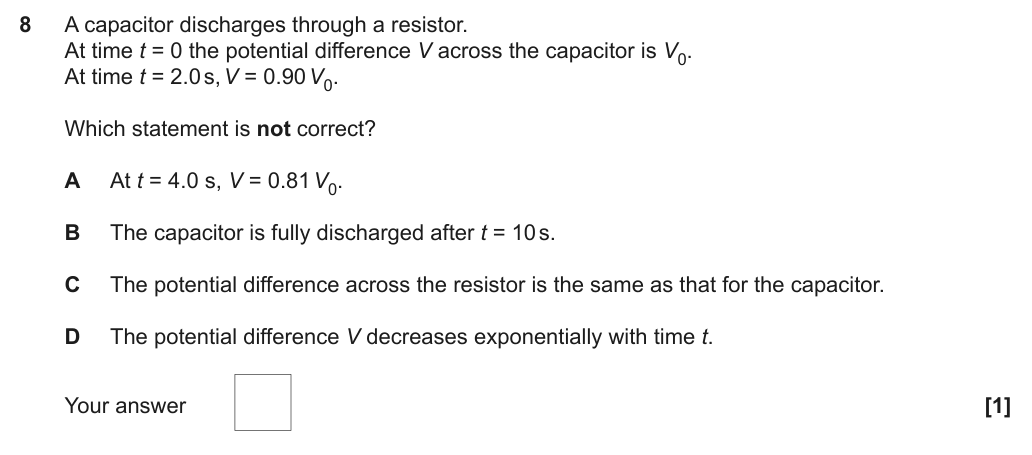 8 A capacitor discharges through a resistor.
At time t = 0 the potential difference V across the capacitor is V₀.
At time t = 2.0 s, V = 0.90 V₀.
Which statement is not correct?
A At t = 4.0 s, V = 0.81 V₀.
B The capacitor is fully discharged after t = 10 s.
C The potential difference across the resistor is the same as that for the capacitor.
D The potential difference V decreases exponentially with time t.
Your answer [1]